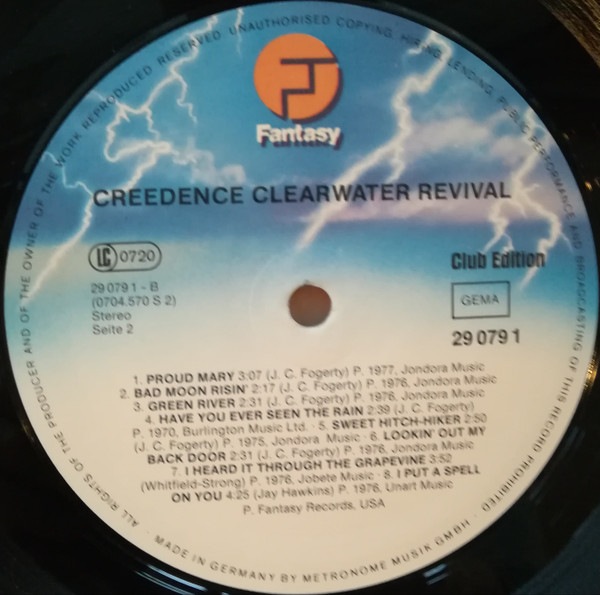 ALL RIGHTS OF THE PRODUCER AND OF THE OWNER OF THE WORK REPRODUCED RESERVED UNAUTHORISED COPYING, HIRING, LENDING, PUBLIC PERFORMANCE AND BROADCASTING OF THIS RECORD PROHIBITED
Fantasy
CREEDENCE CLEARWATER REVIVAL
LC 0720
Club Edition
29 079 1 - B
(0704.570 S 2)
Stereo
Seite 2
GEMA
29 079 1
1. PROUD MARY 3:07 (J. C. Fogerty) P. 1977, Jondora Music
2. BAD MOON RISIN' 2:17 (J. C. Fogerty) P. 1976, Jondora Music
3. GREEN RIVER 2:31 (J. C. Fogerty) P. 1976, Jondora Music
4. HAVE YOU EVER SEEN THE RAIN 2:39 (J. C. Fogerty)
P. 1970, Burlington Music Ltd. · 5. SWEET HITCH-HIKER 2:50
(J. C. Fogerty) P. 1975, Jondora Music · 6. LOOKIN' OUT MY
BACK DOOR 2:31 (J. C. Fogerty) P. 1976, Jondora Music
7. I HEARD IT THROUGH THE GRAPEVINE 3:52
(Whitfield-Strong) P. 1976, Jobete Music · 8. I PUT A SPELL
ON YOU 4:25 (Jay Hawkins) P. 1976, Unart Music
P. Fantasy Records, USA
· MADE IN GERMANY BY METRONOME MUSIK GMBH ·